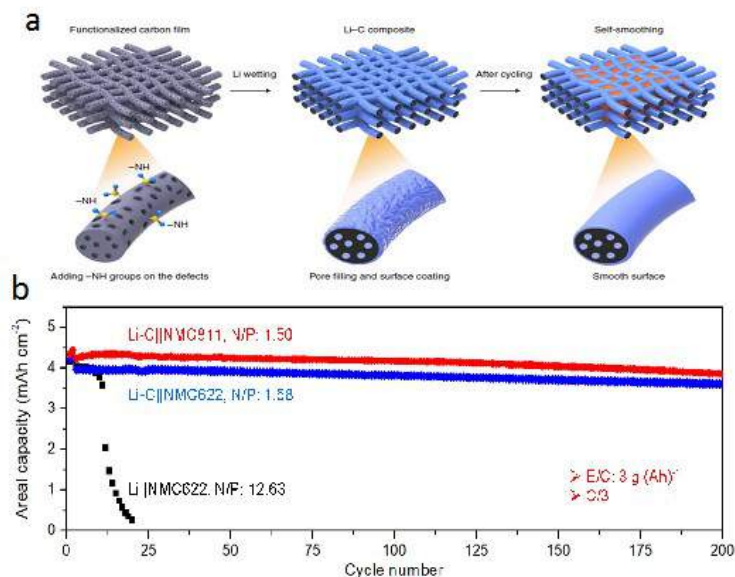 a
Functionalized carbon film
Li–C composite
Self-smoothing
Li wetting
After cycling
–NH
–NH
–NH
–NH
Adding –NH groups on the defects
Pore filling and surface coating
Smooth surface
b
Areal capacity (mAh cm⁻²)
5
4
3
2
1
0
Li-C||NMC811, N/P: 1.50
Li-C||NMC622, N/P: 1.58
Li ||NMC622, N/P: 12.63
➢ E/C: 3 g (Ah)⁻¹
➢ C/3
0 25 50 75 100 125 150 175 200
Cycle number